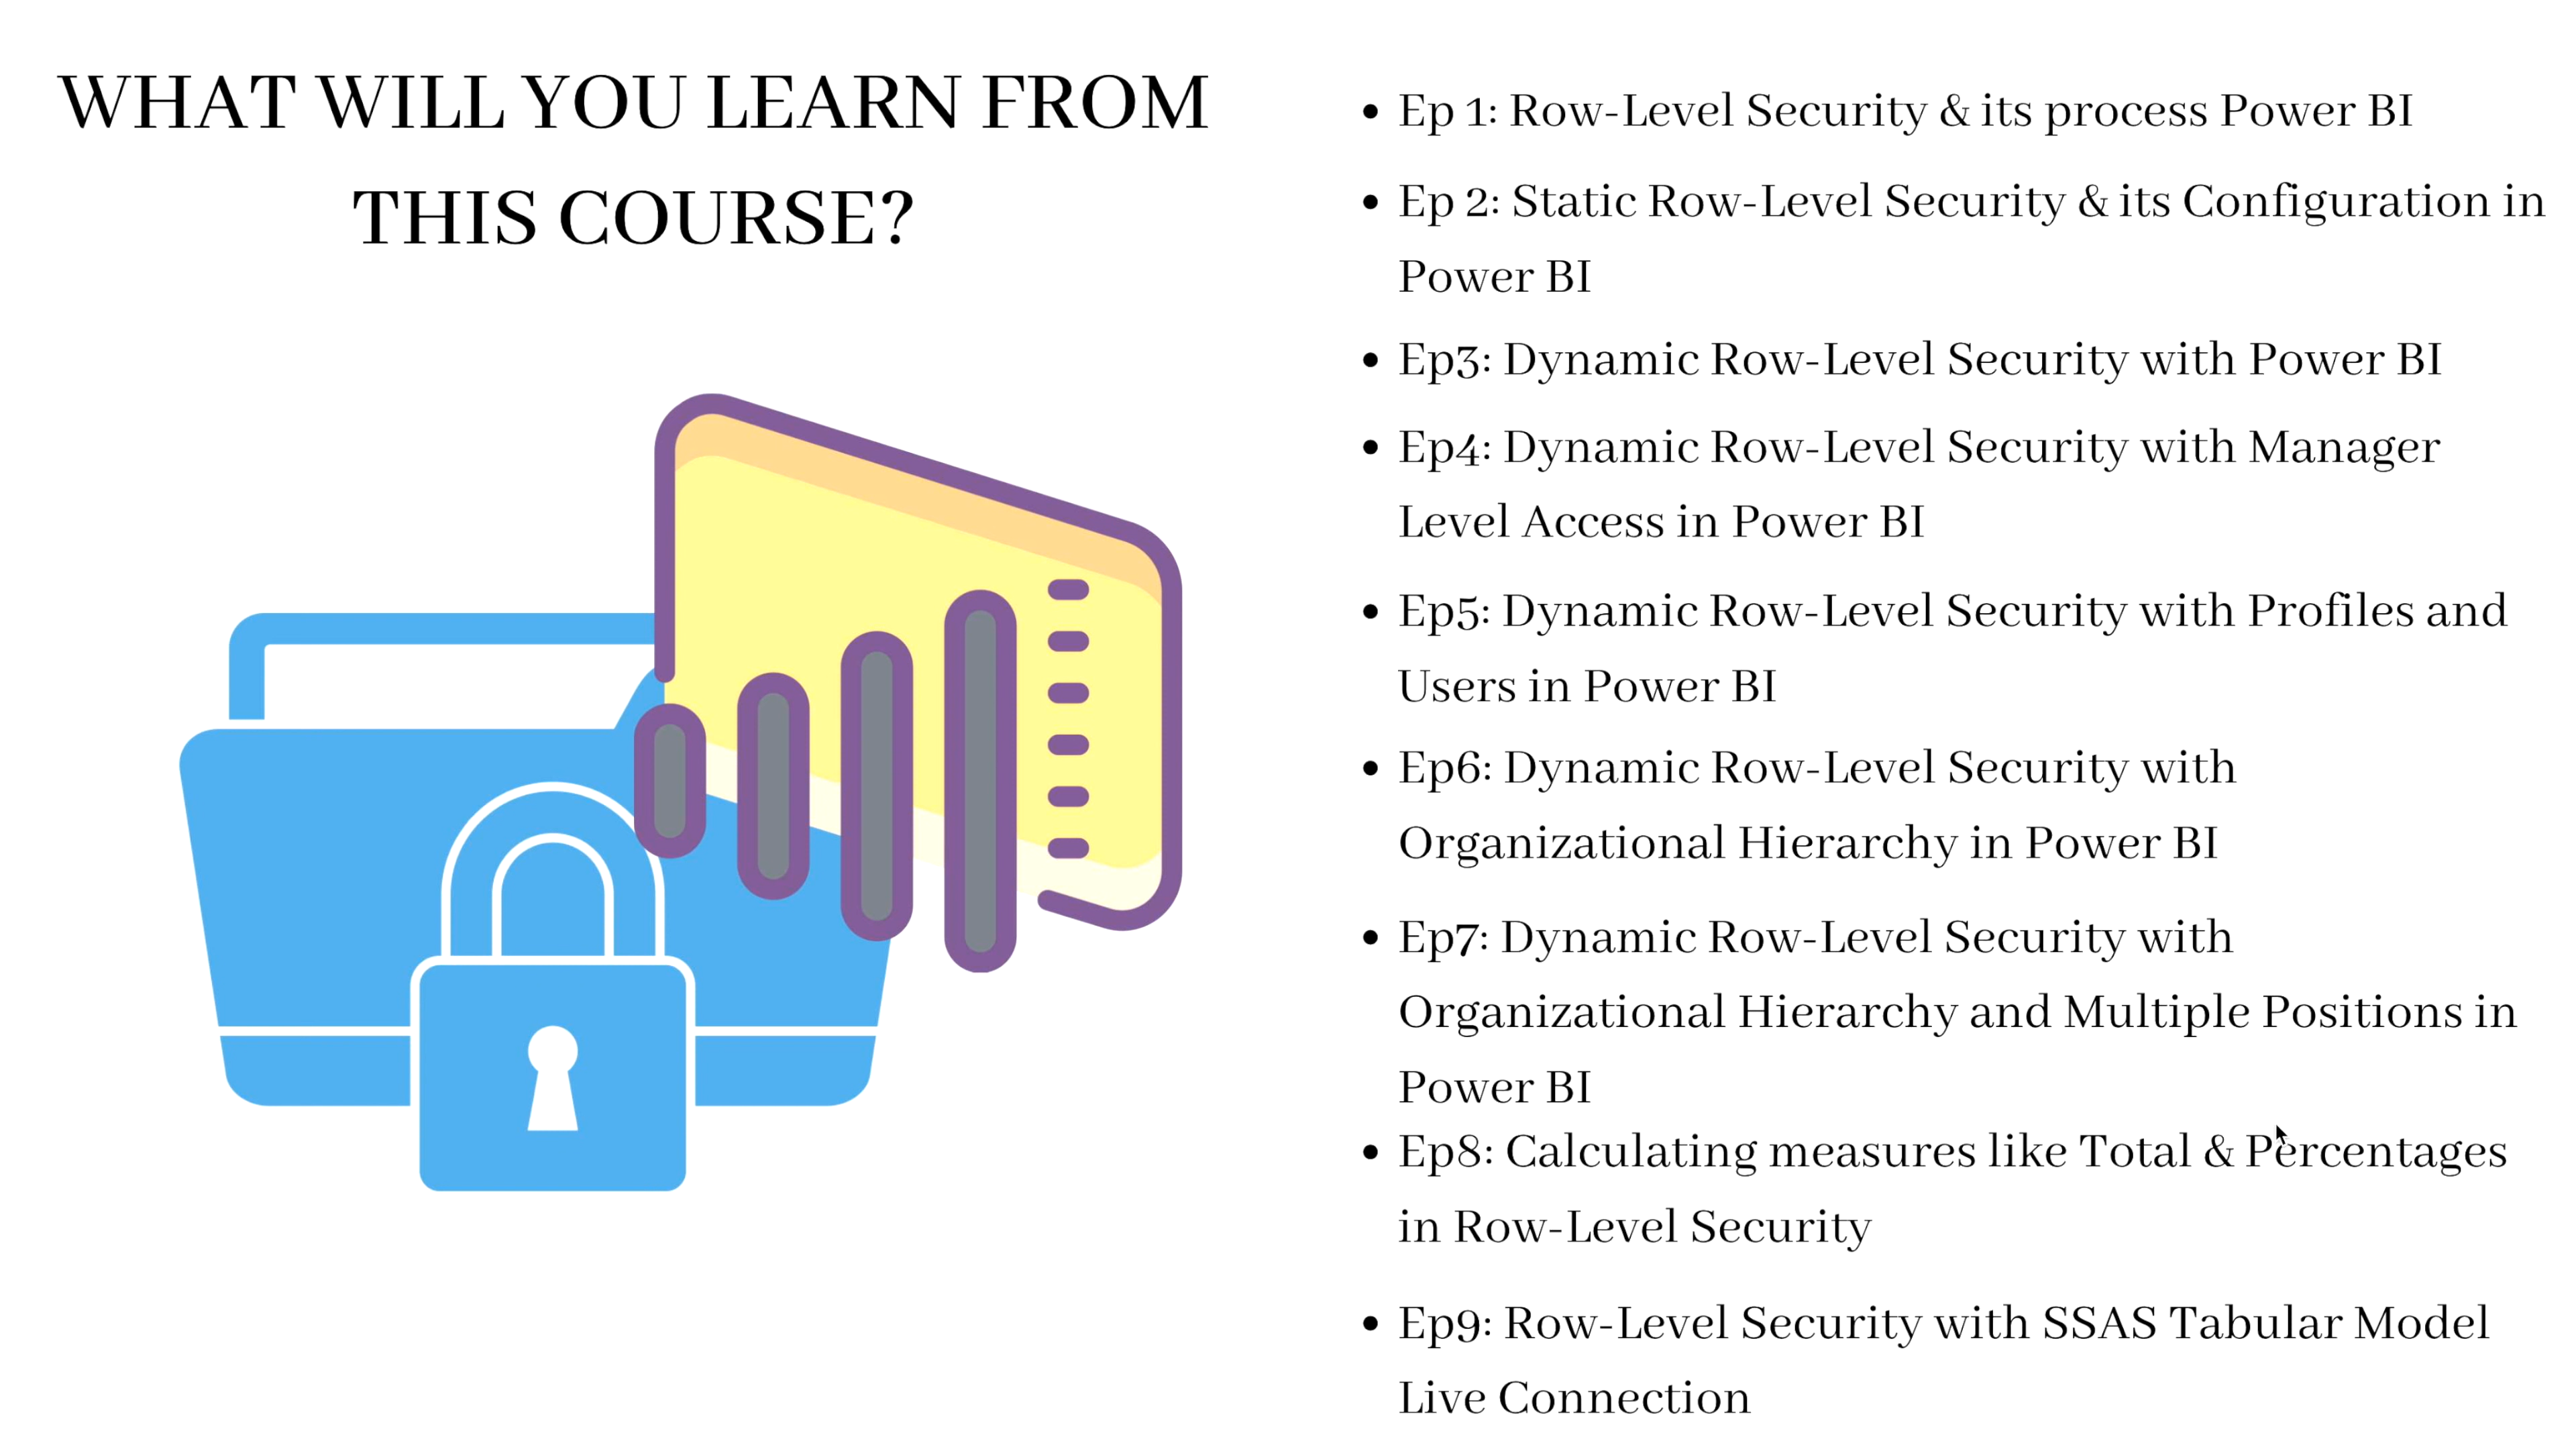 WHAT WILL YOU LEARN FROM
THIS COURSE?
• Ep 1: Row-Level Security & its process Power BI
• Ep 2: Static Row-Level Security & its Configuration in
Power BI
• Ep3: Dynamic Row-Level Security with Power BI
• Ep4: Dynamic Row-Level Security with Manager
Level Access in Power BI
• Ep5: Dynamic Row-Level Security with Profiles and
Users in Power BI
• Ep6: Dynamic Row-Level Security with
Organizational Hierarchy in Power BI
• Ep7: Dynamic Row-Level Security with
Organizational Hierarchy and Multiple Positions in
Power BI
• Ep8: Calculating measures like Total & Percentages
in Row-Level Security
• Ep9: Row-Level Security with SSAS Tabular Model
Live Connection